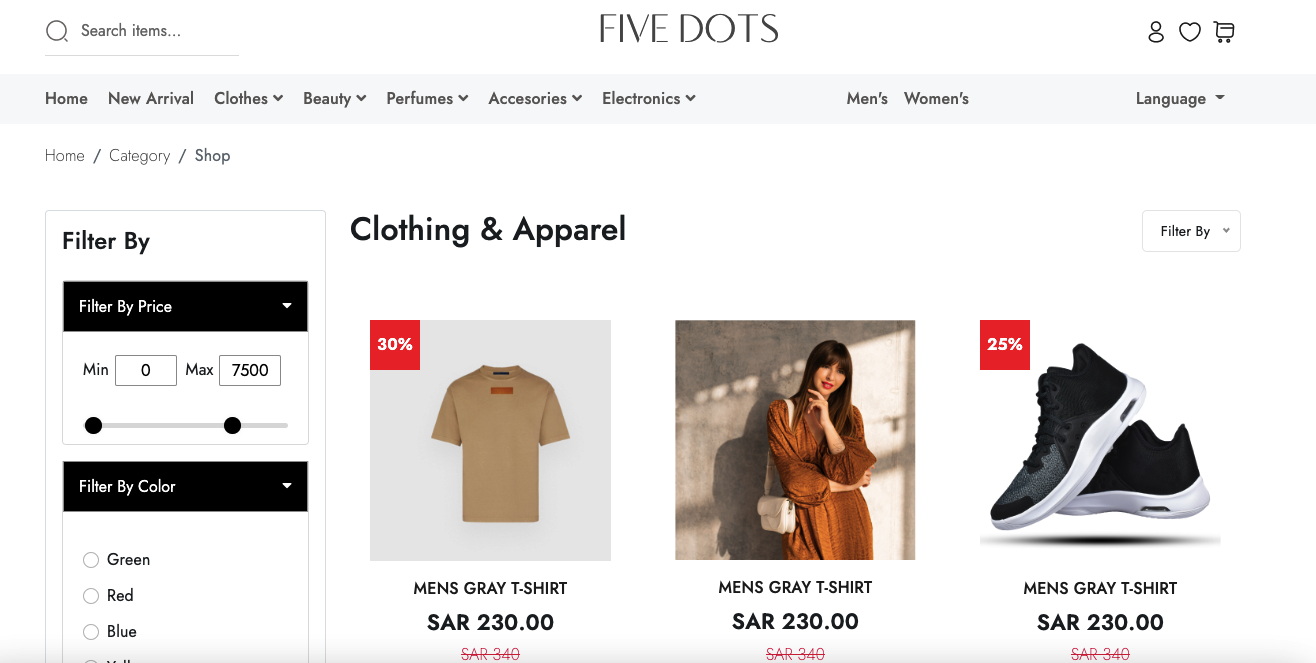 Search items...
FIVE DOTS
Home New Arrival Clothes Beauty Perfumes Accesories Electronics Men's Women's Language
Home / Category / Shop
Filter By
Clothing & Apparel
Filter By
Filter By Price
Min 0 Max 7500
Filter By Color
Green
Red
Blue
30%
MENS GRAY T-SHIRT
SAR 230.00
SAR 340
MENS GRAY T-SHIRT
SAR 230.00
SAR 340
25%
MENS GRAY T-SHIRT
SAR 230.00
SAR 340